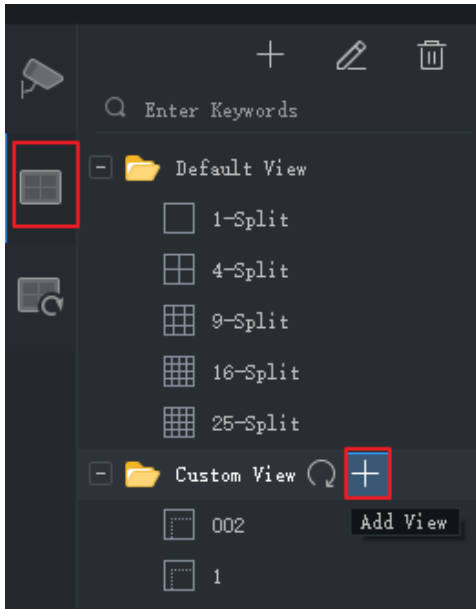 Enter Keywords
Default View
1-Split
4-Split
9-Split
16-Split
25-Split
Custom View
002
Add View
1